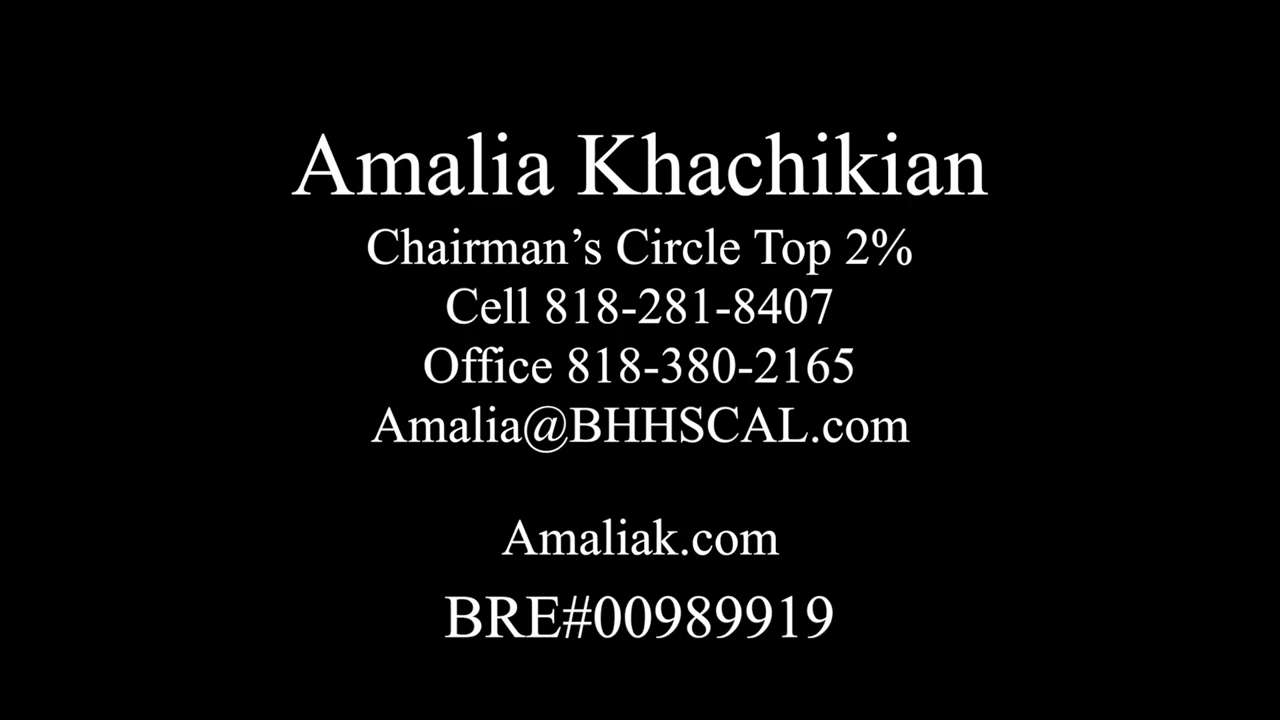 Amalia Khachikian
Chairman’s Circle Top 2%
Cell 818-281-8407
Office 818-380-2165
Amalia@BHHSCAL.com
Amaliak.com
BRE#00989919